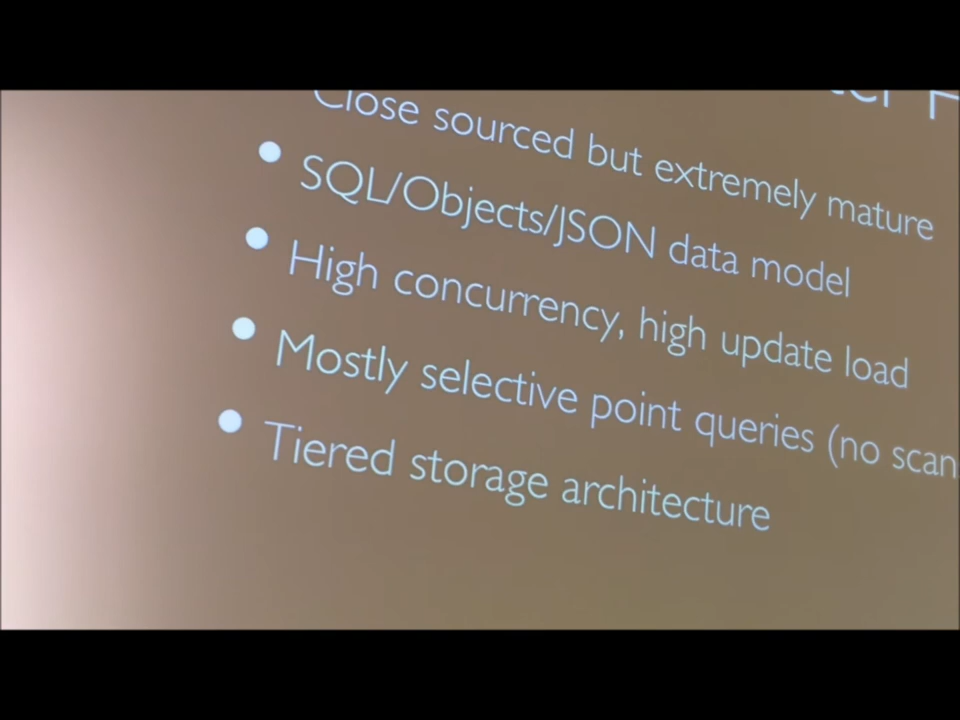 Close sourced but extremely mature
SQL/Objects/JSON data model
High concurrency, high update load
Mostly selective point queries (no scan
Tiered storage architecture